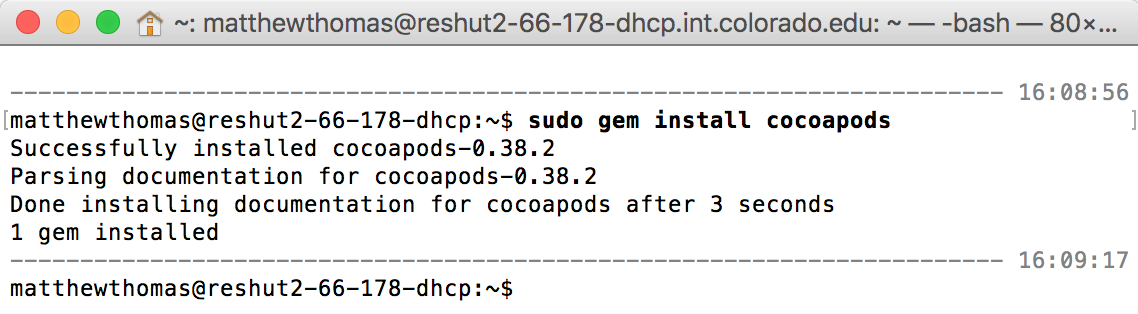 ~: matthewthomas@reshut2-66-178-dhcp.int.colorado.edu: ~ — -bash — 80×...
----------------------------------------------------------------------- 16:08:56
[matthewthomas@reshut2-66-178-dhcp:~$ sudo gem install cocoapods ]
Successfully installed cocoapods-0.38.2
Parsing documentation for cocoapods-0.38.2
Done installing documentation for cocoapods after 3 seconds
1 gem installed
----------------------------------------------------------------------- 16:09:17
matthewthomas@reshut2-66-178-dhcp:~$